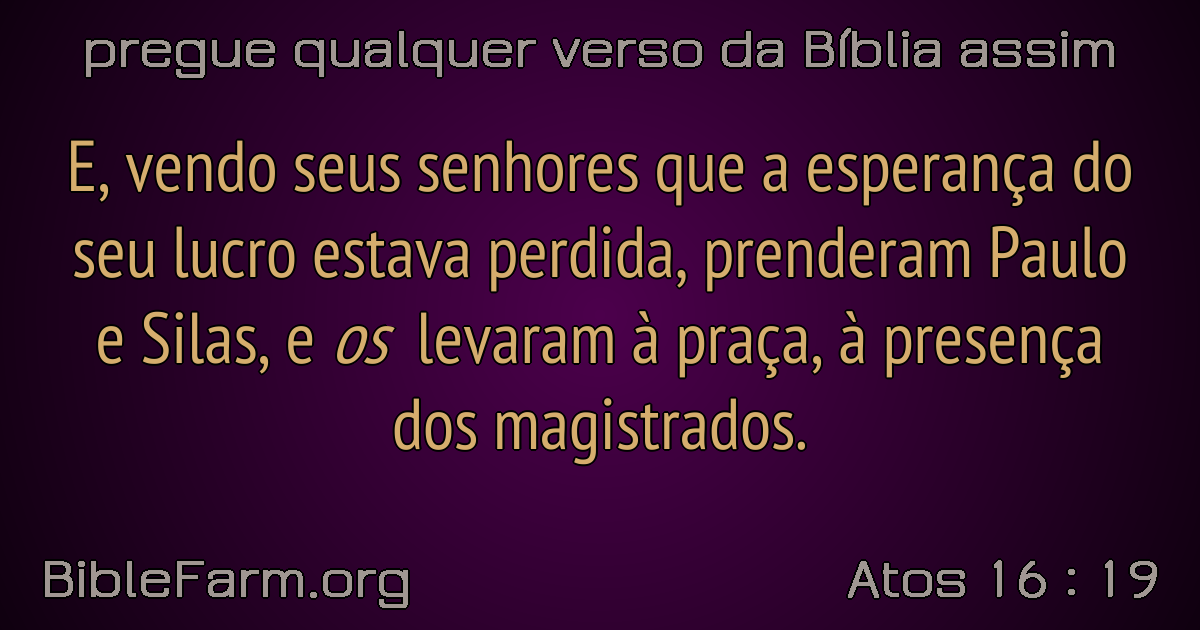 pregue qualquer verso da Bíblia assim
E, vendo seus senhores que a esperança do
seu lucro estava perdida, prenderam Paulo
e Silas, e os levaram à praça, à presença
dos magistrados.
BibleFarm.org
Atos 16 : 19